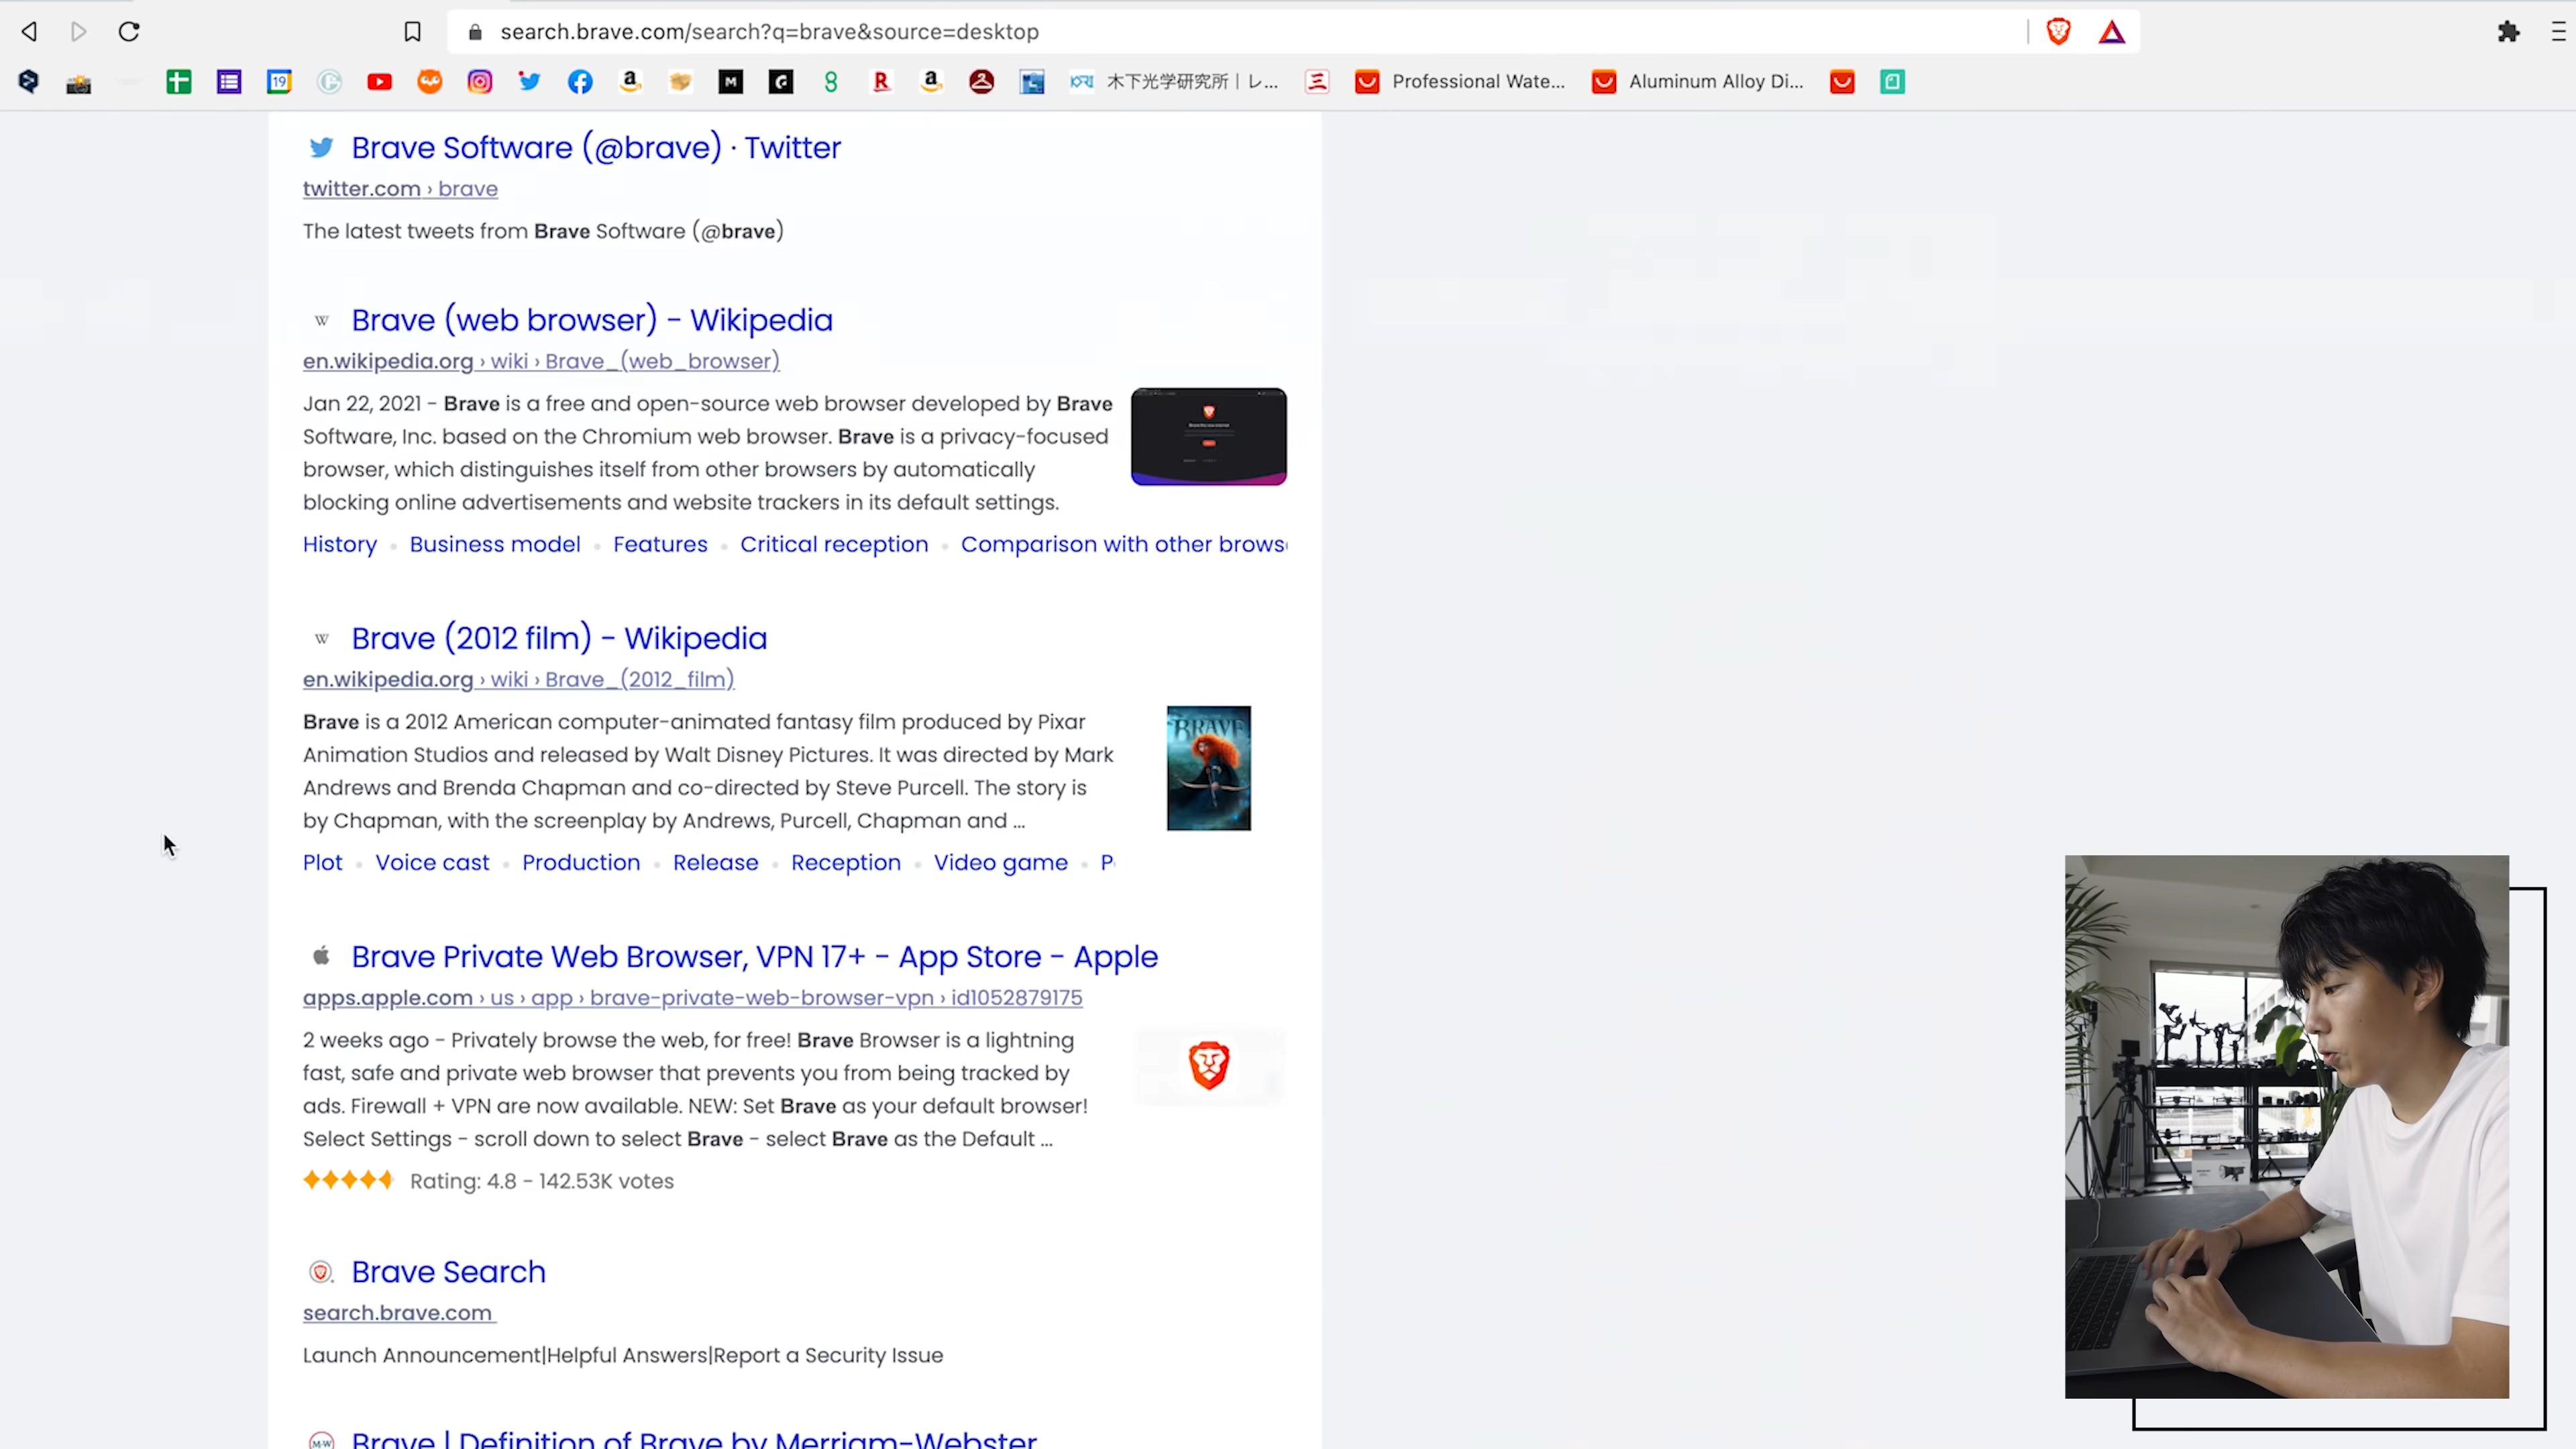 search.brave.com/search?q=brave&source=desktop
木下光学研究所 | レ...
Professional Wate...
Aluminum Alloy Di...
Brave Software (@brave) · Twitter
twitter.com › brave
The latest tweets from Brave Software (@brave)
Brave (web browser) - Wikipedia
en.wikipedia.org › wiki › Brave_(web_browser)
Jan 22, 2021 - Brave is a free and open-source web browser developed by Brave
Software, Inc. based on the Chromium web browser. Brave is a privacy-focused
browser, which distinguishes itself from other browsers by automatically
blocking online advertisements and website trackers in its default settings.
History • Business model • Features • Critical reception • Comparison with other brows
Brave (2012 film) - Wikipedia
en.wikipedia.org › wiki › Brave_(2012_film)
Brave is a 2012 American computer-animated fantasy film produced by Pixar
Animation Studios and released by Walt Disney Pictures. It was directed by Mark
Andrews and Brenda Chapman and co-directed by Steve Purcell. The story is
by Chapman, with the screenplay by Andrews, Purcell, Chapman and ...
BRAVE
Plot • Voice cast • Production • Release • Reception • Video game • P
Brave Private Web Browser, VPN 17+ - App Store - Apple
apps.apple.com › us › app › brave-private-web-browser-vpn › id1052879175
2 weeks ago - Privately browse the web, for free! Brave Browser is a lightning
fast, safe and private web browser that prevents you from being tracked by
ads. Firewall + VPN are now available. NEW: Set Brave as your default browser!
Select Settings - scroll down to select Brave - select Brave as the Default ...
Rating: 4.8 - 142.53K votes
Brave Search
search.brave.com
Launch Announcement|Helpful Answers|Report a Security Issue
Brave | Definition of Brave by Merriam-Webster